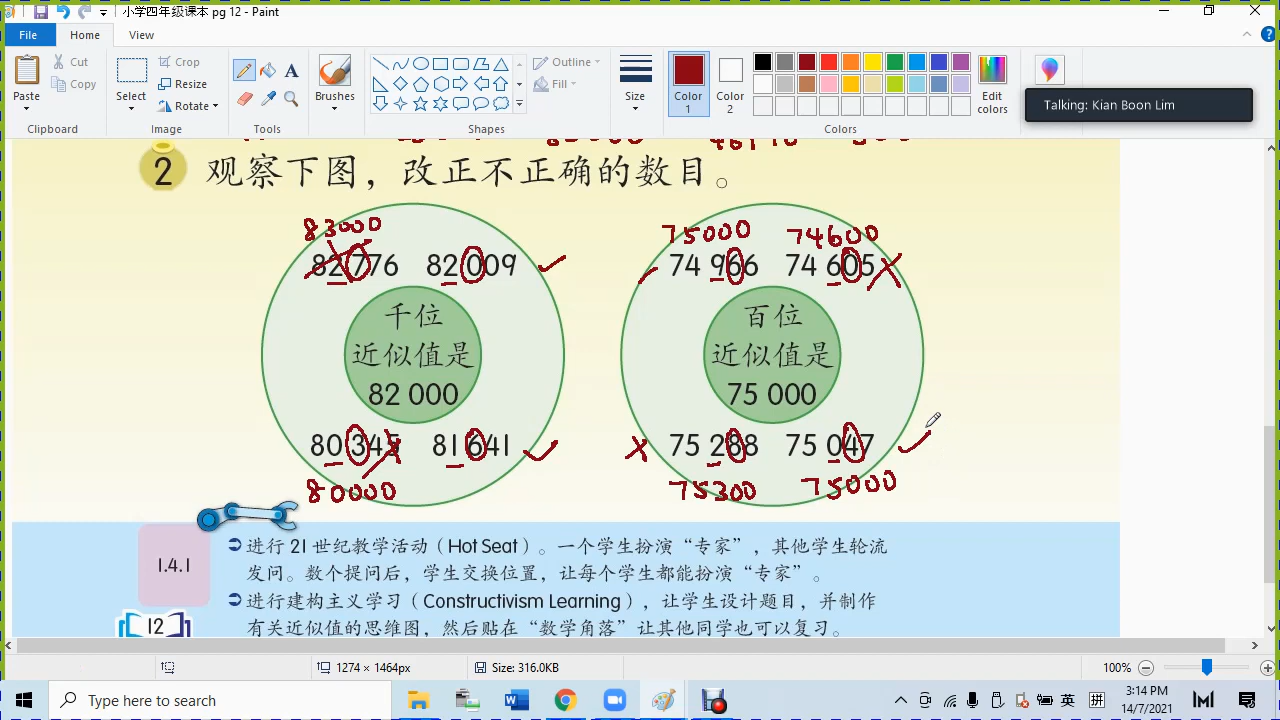 小学四年级课本 pg 12 - Paint
File Home View
Paste Cut Copy Clipboard
Select Crop Resize Rotate Image
Tools
Brushes
Shapes Outline Fill
Size
Color 1 Color 2
Colors
Edit colors
Talking: Kian Boon Lim
2 观察下图，改正不正确的数目。
83000
82 776 82 009
千位
近似值是
82 000
80 345 81 641
80000
75000 74600
74 966 74 605
百位
近似值是
75 000
75 288 75 047
75300 75000
1.4.1
进行 21 世纪教学活动（Hot Seat）。一个学生扮演“专家”，其他学生轮流
发问。数个提问后，学生交换位置，让每个学生都能扮演“专家”。
进行建构主义学习（Constructivism Learning），让学生设计题目，并制作
有关近似值的思维图，然后贴在“数学角落”让其他同学也可以复习。
12
1274 × 1464px Size: 316.0KB 100%
Type here to search 英 拼 3:14 PM
14/7/2021